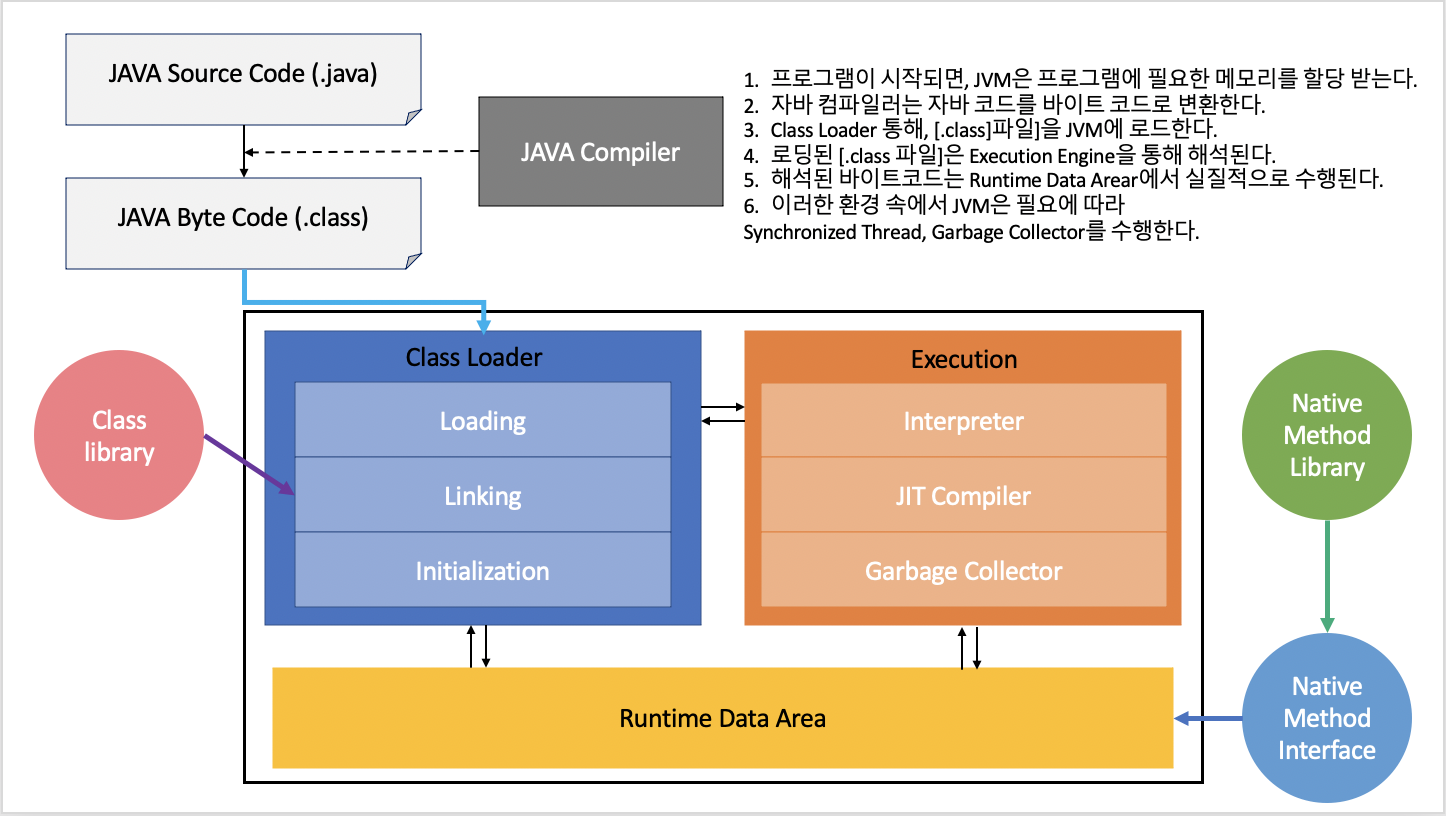 JAVA Source Code (.java)
JAVA Compiler
JAVA Byte Code (.class)
1. 프로그램이 시작되면, JVM은 프로그램에 필요한 메모리를 할당 받는다.
2. 자바 컴파일러는 자바 코드를 바이트 코드로 변환한다.
3. Class Loader 통해, [.class]파일]을 JVM에 로드한다.
4. 로딩된 [.class 파일]은 Execution Engine을 통해 해석된다.
5. 해석된 바이트코드는 Runtime Data Arear에서 실질적으로 수행된다.
6. 이러한 환경 속에서 JVM은 필요에 따라
Synchronized Thread, Garbage Collector를 수행한다.
Class
library
Class Loader
Loading
Linking
Initialization
Execution
Interpreter
JIT Compiler
Garbage Collector
Native
Method
Library
Runtime Data Area
Native
Method
Interface